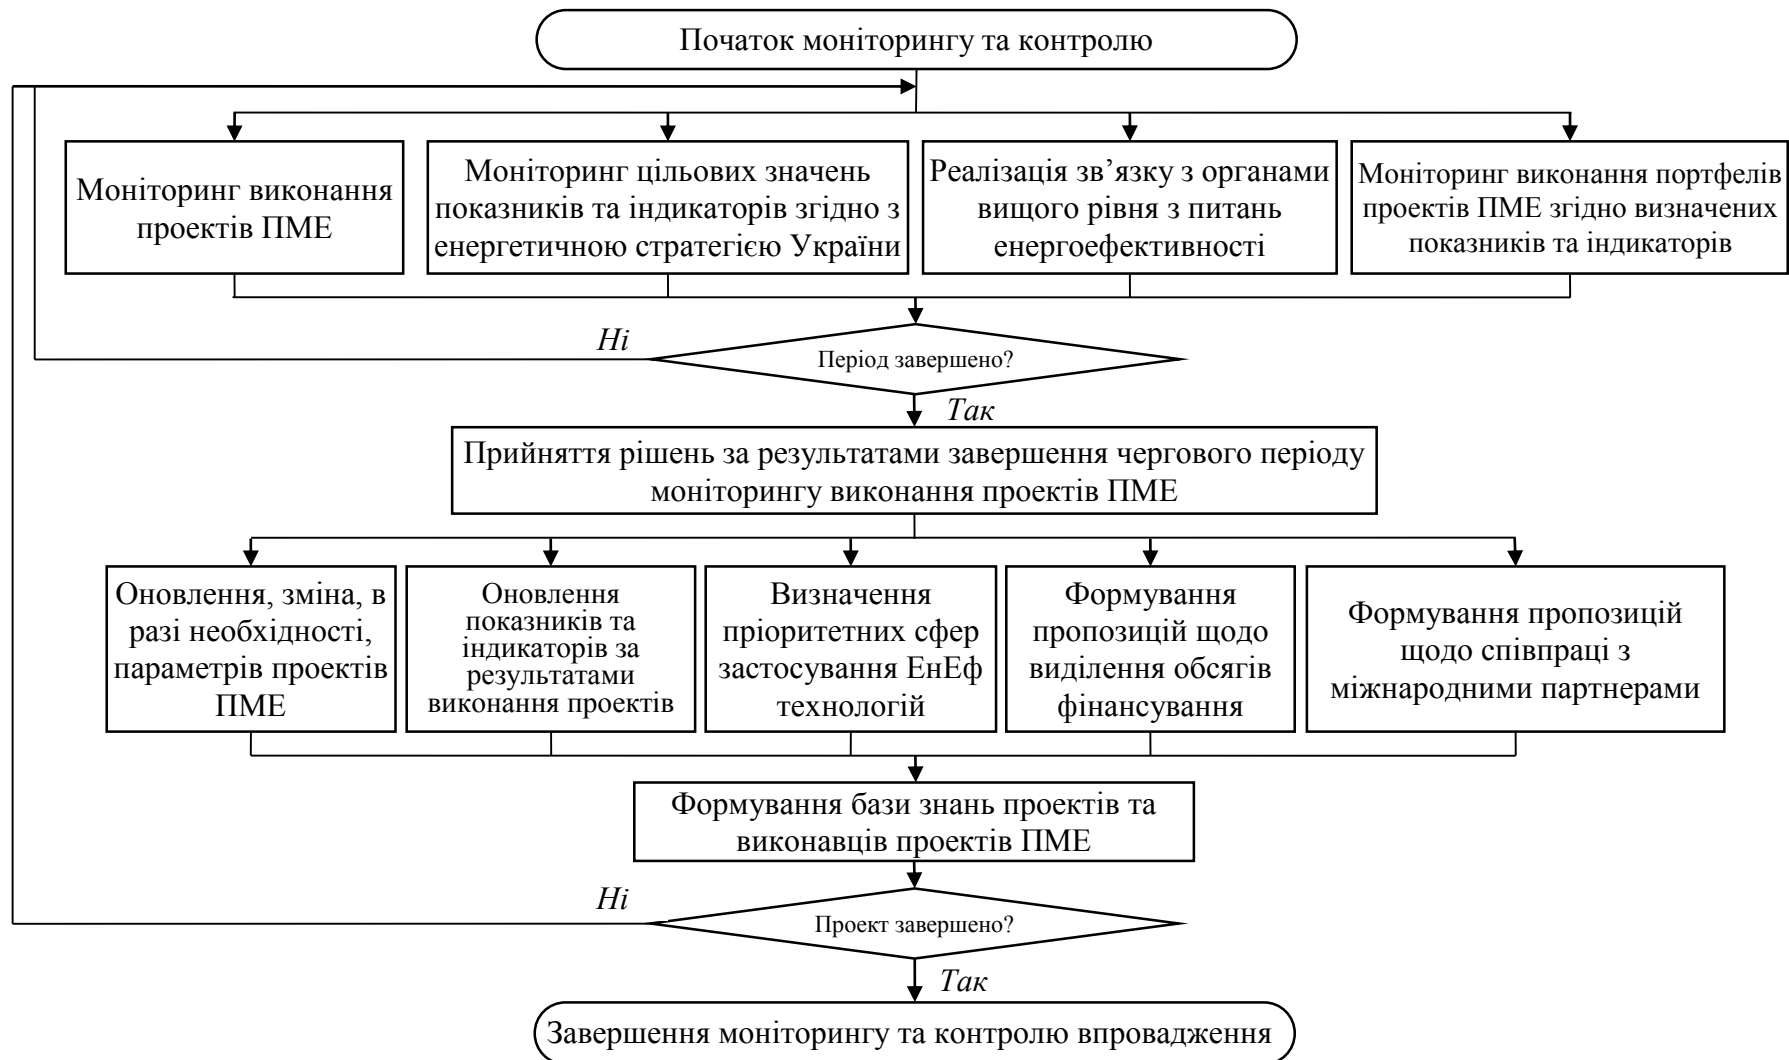 Початок моніторингу та контролю
Моніторинг виконання
проектів ПМЕ
Моніторинг цільових значень
показників та індикаторів згідно з
енергетичною стратегією України
Реалізація зв’язку з органами
вищого рівня з питань
енергоефективності
Моніторинг виконання портфелів
проектів ПМЕ згідно визначених
показників та індикаторів
Ні
Період завершено?
Так
Прийняття рішень за результатами завершення чергового періоду
моніторингу виконання проектів ПМЕ
Оновлення, зміна, в
разі необхідності,
параметрів проектів
ПМЕ
Оновлення
показників та
індикаторів за
результатами
виконання проектів
Визначення
пріоритетних сфер
застосування ЕнЕф
технологій
Формування
пропозицій щодо
виділення обсягів
фінансування
Формування пропозицій
щодо співпраці з
міжнародними партнерами
Формування бази знань проектів та
виконавців проектів ПМЕ
Ні
Проект завершено?
Так
Завершення моніторингу та контролю впровадження